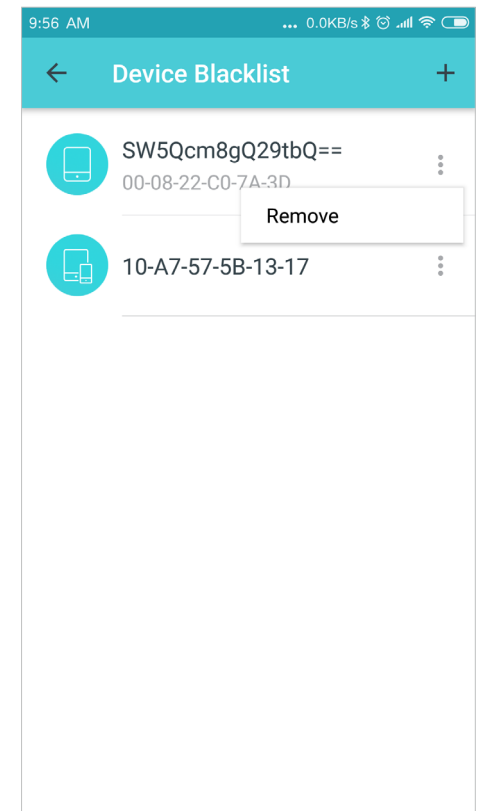 9:56 AM ... 0.0KB/s
Device Blacklist
SW5Qcm8gQ29tbQ==
00-08-22-C0-7A-3D
Remove
10-A7-57-5B-13-17